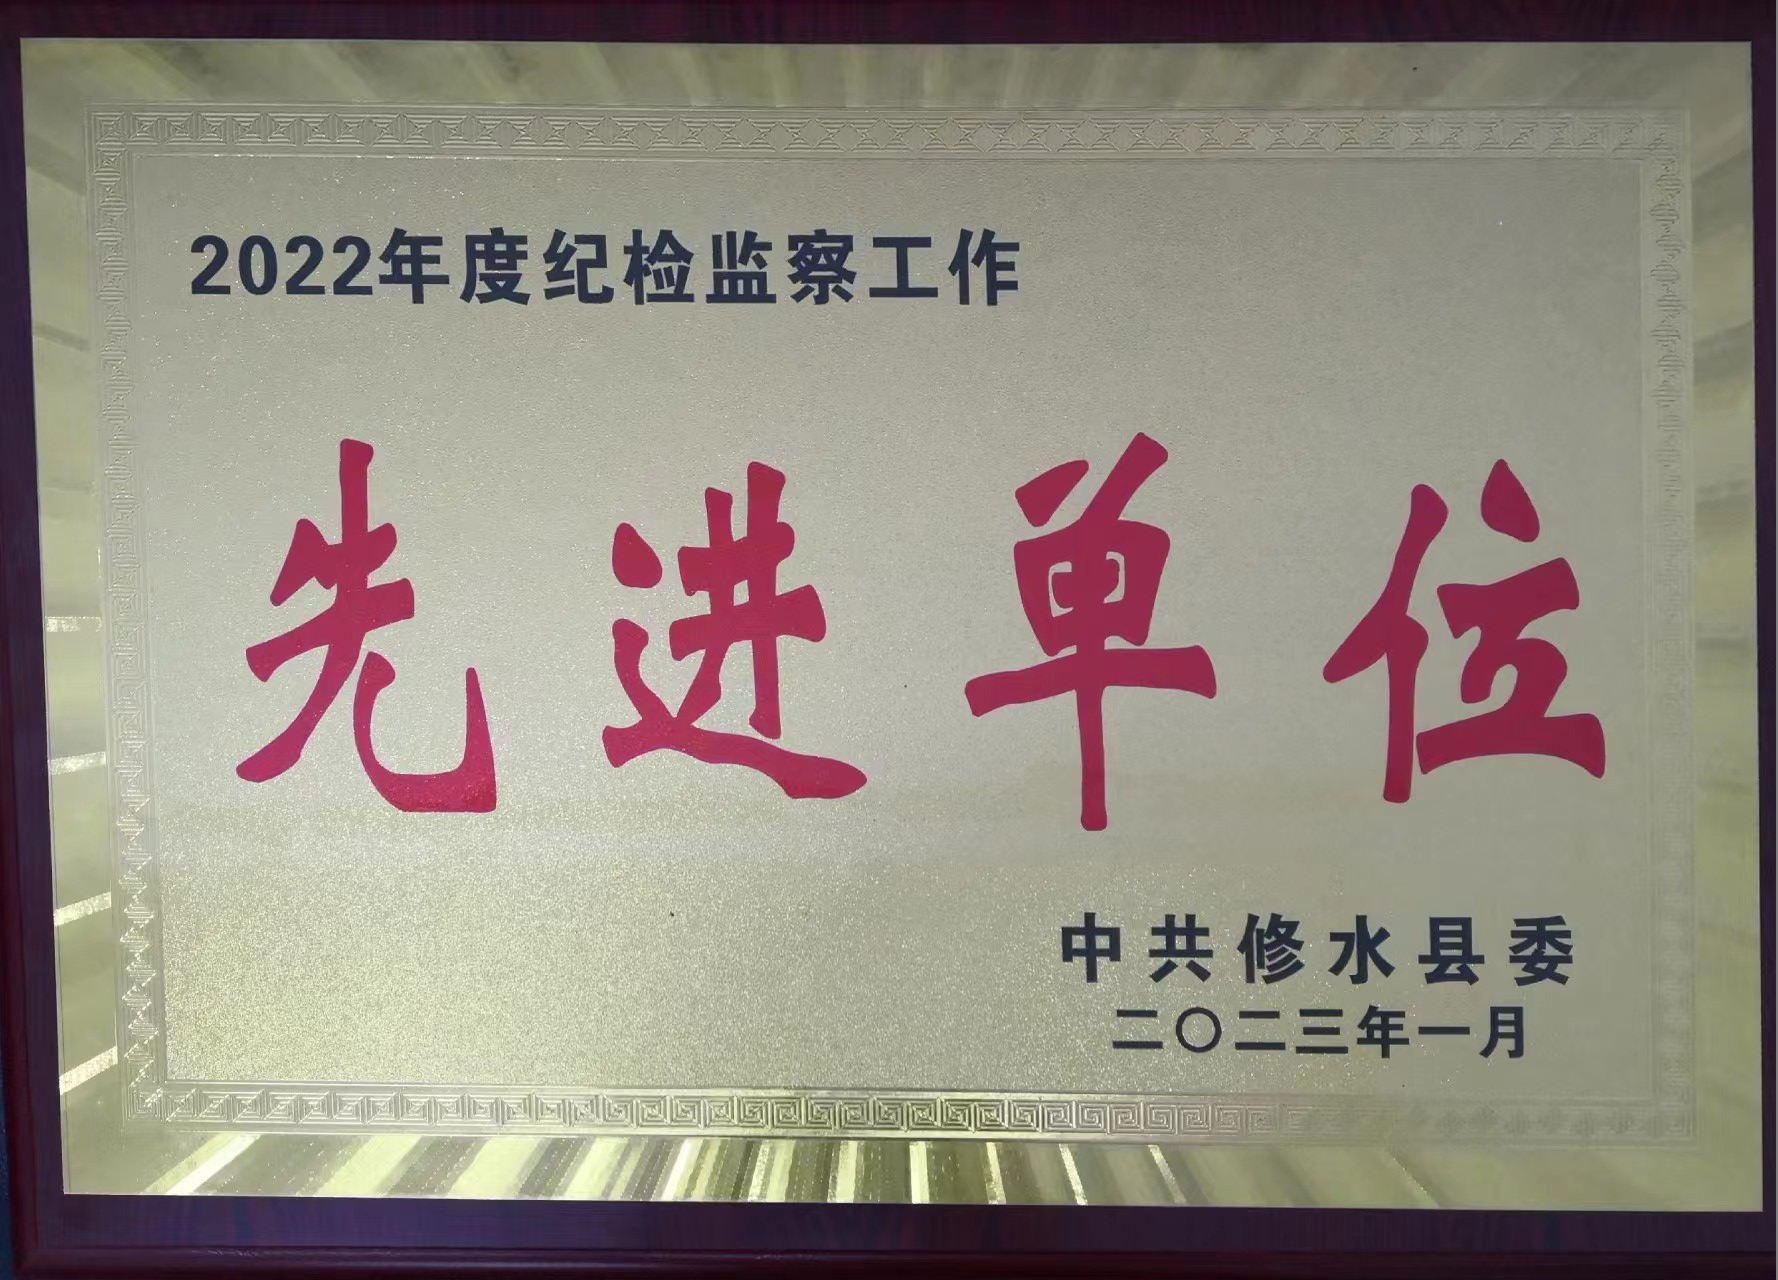 2022年度纪检监察工作
先进单位
中共修水县委
二〇二三年一月